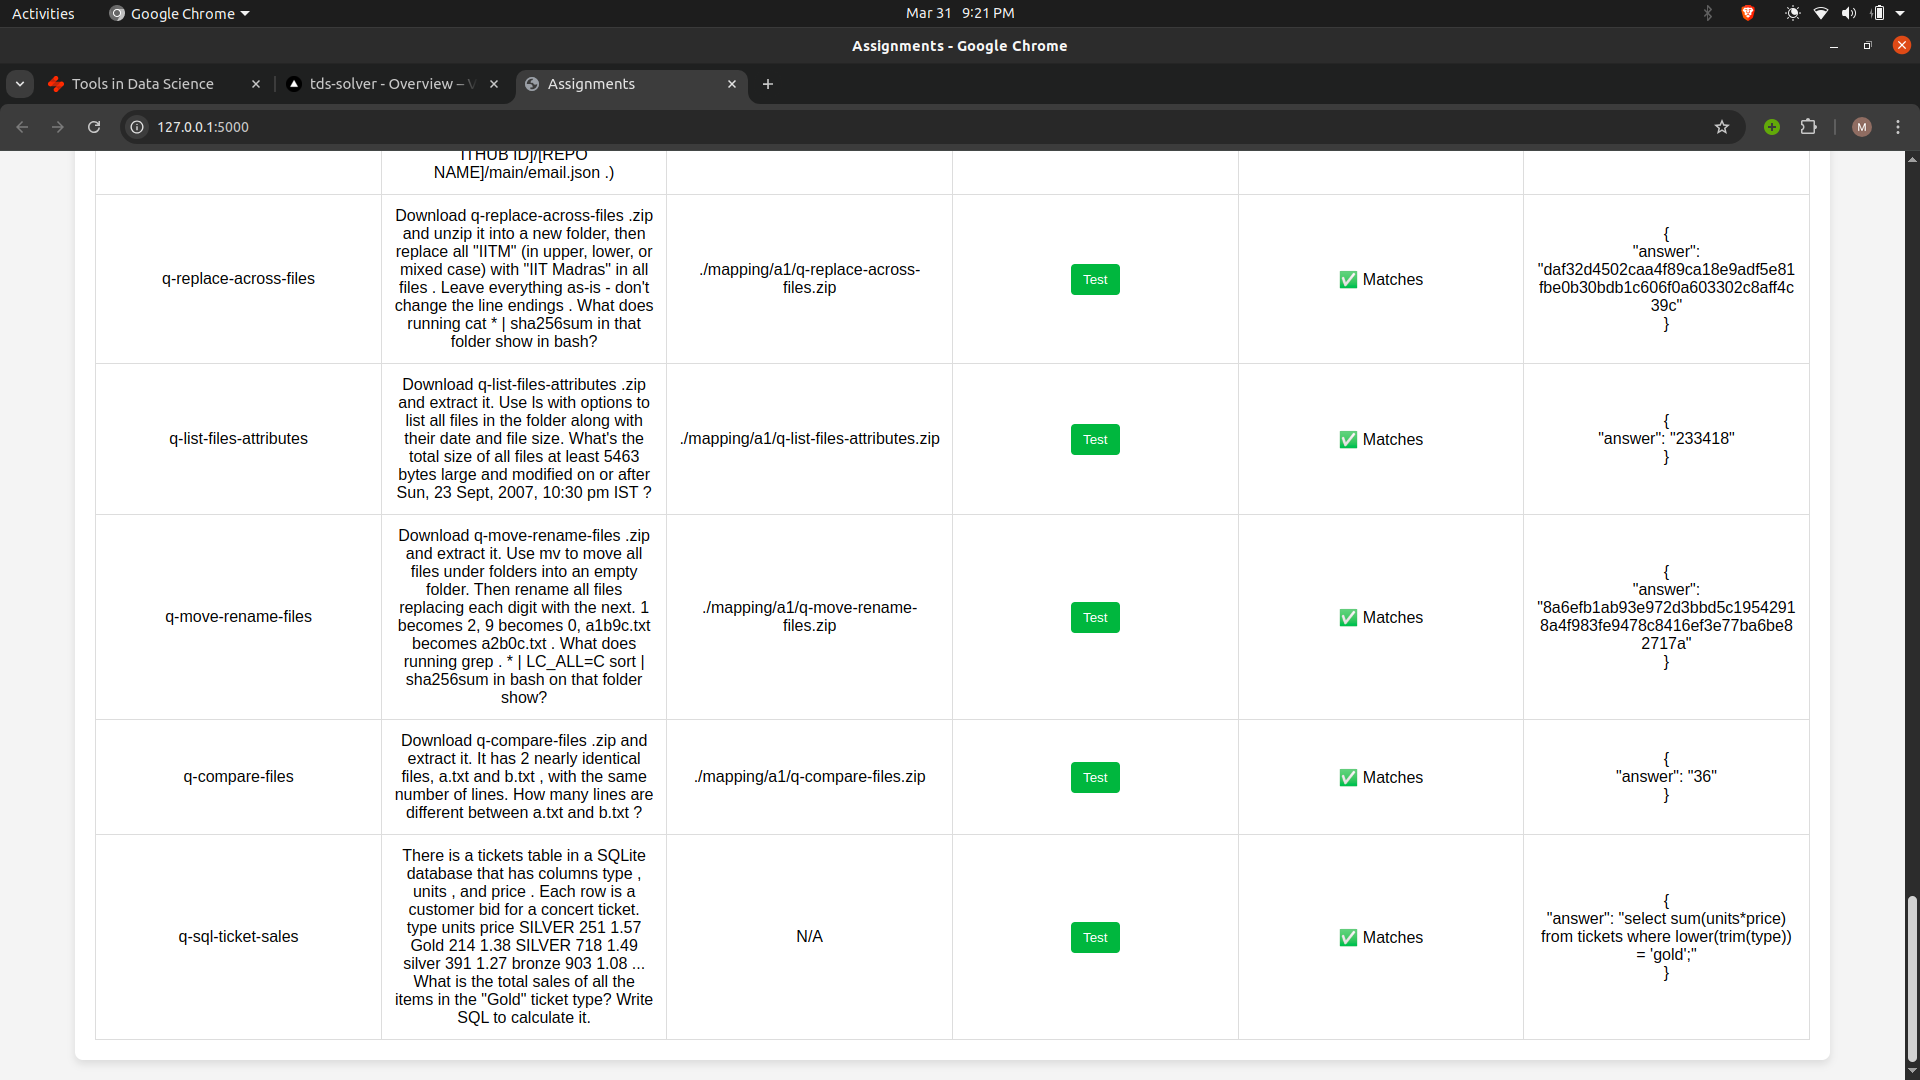 Activities
Google Chrome
Mar 31 9:21 PM
Assignments - Google Chrome
Tools in Data Science
tds-solver - Overview –
Assignments
127.0.0.1:5000
M
ITHUB ID]/[REPO
NAME]/main/email.json .)
q-replace-across-files
Download q-replace-across-files .zip
and unzip it into a new folder, then
replace all "IITM" (in upper, lower, or
mixed case) with "IIT Madras" in all
files . Leave everything as-is - don't
change the line endings . What does
running cat * | sha256sum in that
folder show in bash?
./mapping/a1/q-replace-across-
files.zip
Test
✅ Matches
{
"answer":
"daf32d4502caa4f89ca18e9adf5e81
fbe0b30bdb1c606f0a603302c8aff4c
39c"
}
q-list-files-attributes
Download q-list-files-attributes .zip
and extract it. Use ls with options to
list all files in the folder along with
their date and file size. What's the
total size of all files at least 5463
bytes large and modified on or after
Sun, 23 Sept, 2007, 10:30 pm IST ?
./mapping/a1/q-list-files-attributes.zip
Test
✅ Matches
{
"answer": "233418"
}
q-move-rename-files
Download q-move-rename-files .zip
and extract it. Use mv to move all
files under folders into an empty
folder. Then rename all files
replacing each digit with the next. 1
becomes 2, 9 becomes 0, a1b9c.txt
becomes a2b0c.txt . What does
running grep . * | LC_ALL=C sort |
sha256sum in bash on that folder
show?
./mapping/a1/q-move-rename-
files.zip
Test
✅ Matches
{
"answer":
"8a6efb1ab93e972d3bbd5c1954291
8a4f983fe9478c8416ef3e77ba6be8
2717a"
}
q-compare-files
Download q-compare-files .zip and
extract it. It has 2 nearly identical
files, a.txt and b.txt , with the same
number of lines. How many lines are
different between a.txt and b.txt ?
./mapping/a1/q-compare-files.zip
Test
✅ Matches
{
"answer": "36"
}
q-sql-ticket-sales
There is a tickets table in a SQLite
database that has columns type ,
units , and price . Each row is a
customer bid for a concert ticket.
type units price SILVER 251 1.57
Gold 214 1.38 SILVER 718 1.49
silver 391 1.27 bronze 903 1.08 ...
What is the total sales of all the
items in the "Gold" ticket type? Write
SQL to calculate it.
N/A
Test
✅ Matches
{
"answer": "select sum(units*price)
from tickets where lower(trim(type))
= 'gold';"
}